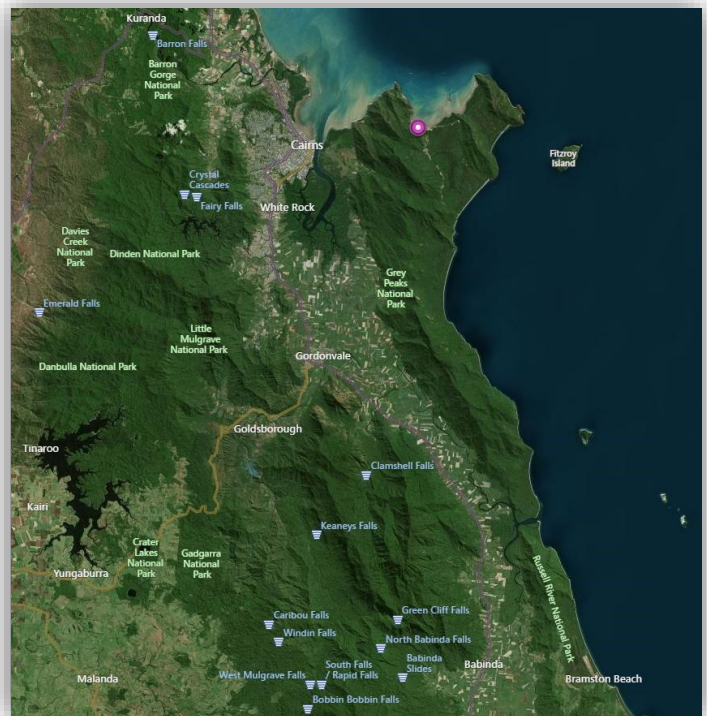 Kuranda
Barron Falls
Barron
Gorge
National
Park
Cairns
Fitzroy
Island
Crystal
Cascades
Fairy Falls
White Rock
Davies
Creek
National
Park
Dinden National Park
Grey
Peaks
National
Park
Emerald Falls
Little
Mulgrave
National Park
Gordonvale
Danbulla National Park
Goldsborough
Tinaroo
Clamshell Falls
Kairi
Keaneys Falls
Crater
Lakes
National
Park
Gadgarra
National
Park
Yungaburra
Russell River National Park
Caribou Falls
Green Cliff Falls
Windin Falls
North Babinda Falls
Babinda
Slides
Babinda
Malanda
West Mulgrave Falls
South Falls
/ Rapid Falls
Bramston Beach
Bobbin Bobbin Falls